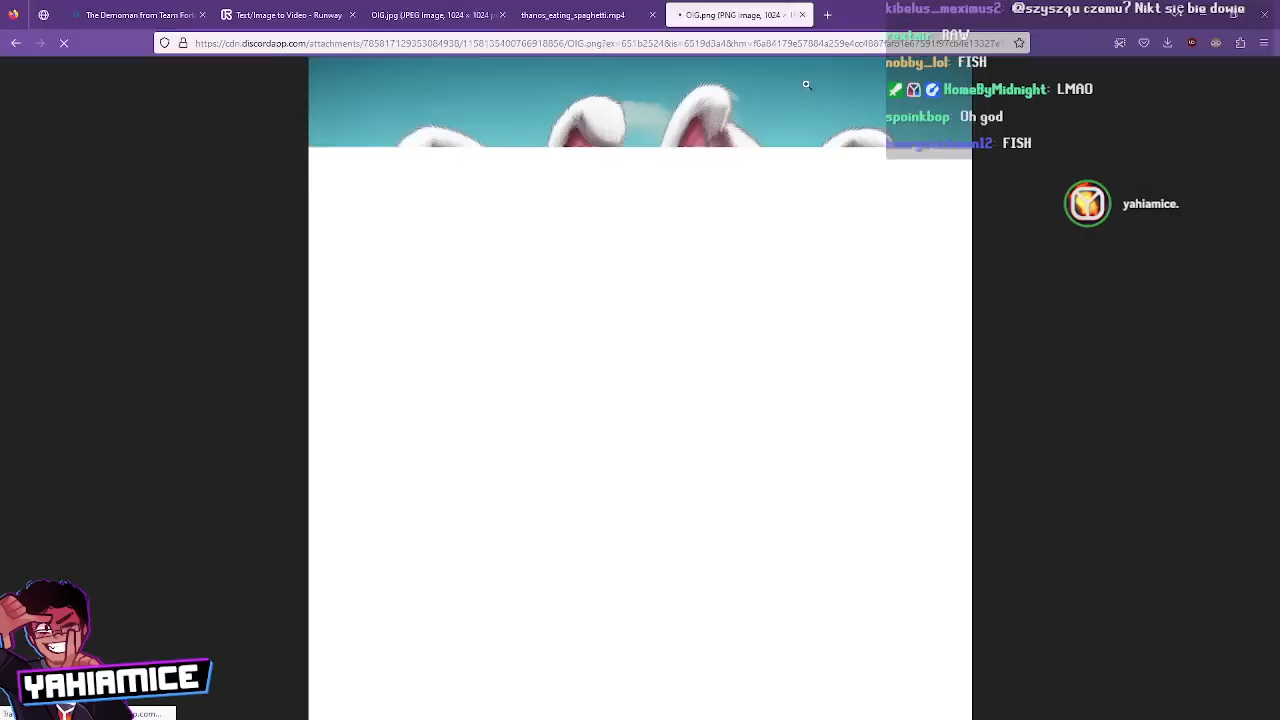 The Demoman from Team Fort
Text/Image to Video - Runway
OIG.jpg (JPEG Image, 1024 × 1024 p
thanos_eating_spaghetti.mp4
OIG.png (PNG Image, 1024 ×
kibelus_maximus2: @szyszqu czemu? Nikt się bie dowie
RAW
nobby_lol: FISH
HomeByMidnight: LMAO
spoinkbop: Oh god
FISH
yahiamice.
YAHIAMICE